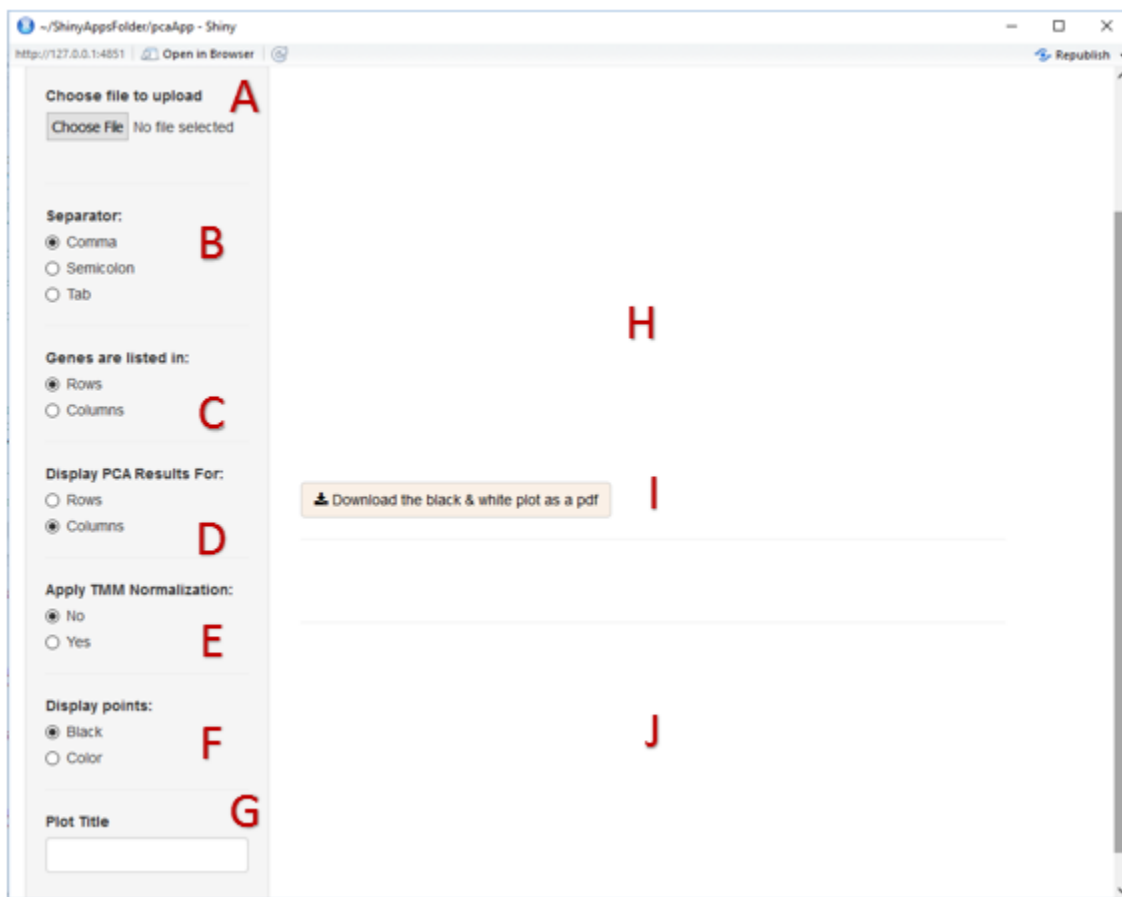 ~/ShinyAppsFolder/pcaApp - Shiny
http://127.0.0.1:4851 Open in Browser Republish
Choose file to upload A
Choose File No file selected
Separator:
Comma B
Semicolon
Tab
H
Genes are listed in:
Rows
Columns C
Display PCA Results For:
Rows
Download the black & white plot as a pdf I
Columns D
Apply TMM Normalization:
No
Yes E
Display points:
Black F
Color
J
Plot Title G